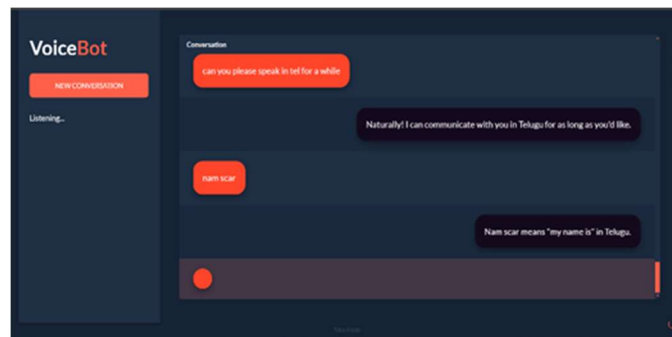 VoiceBot
NEW CONVERSATION
Listening...
Conversation
can you please speak in tel for a while
Naturally! I can communicate with you in Telugu for as long as you'd like.
nam scar
Nam scar means "my name is" in Telugu.